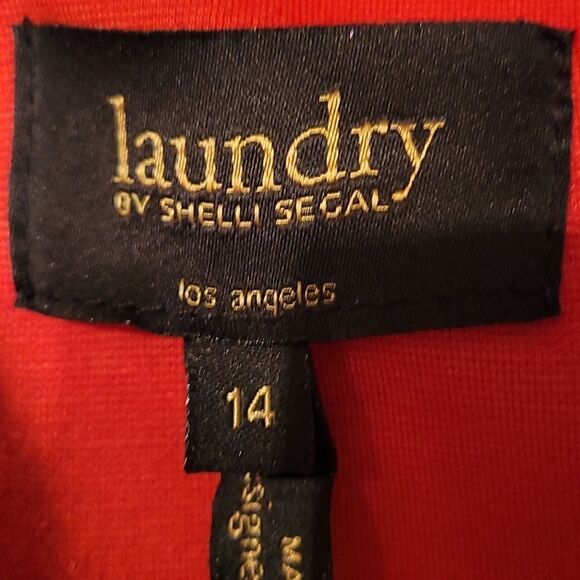 laundry
BY SHELLI SEGAL
los angeles
14